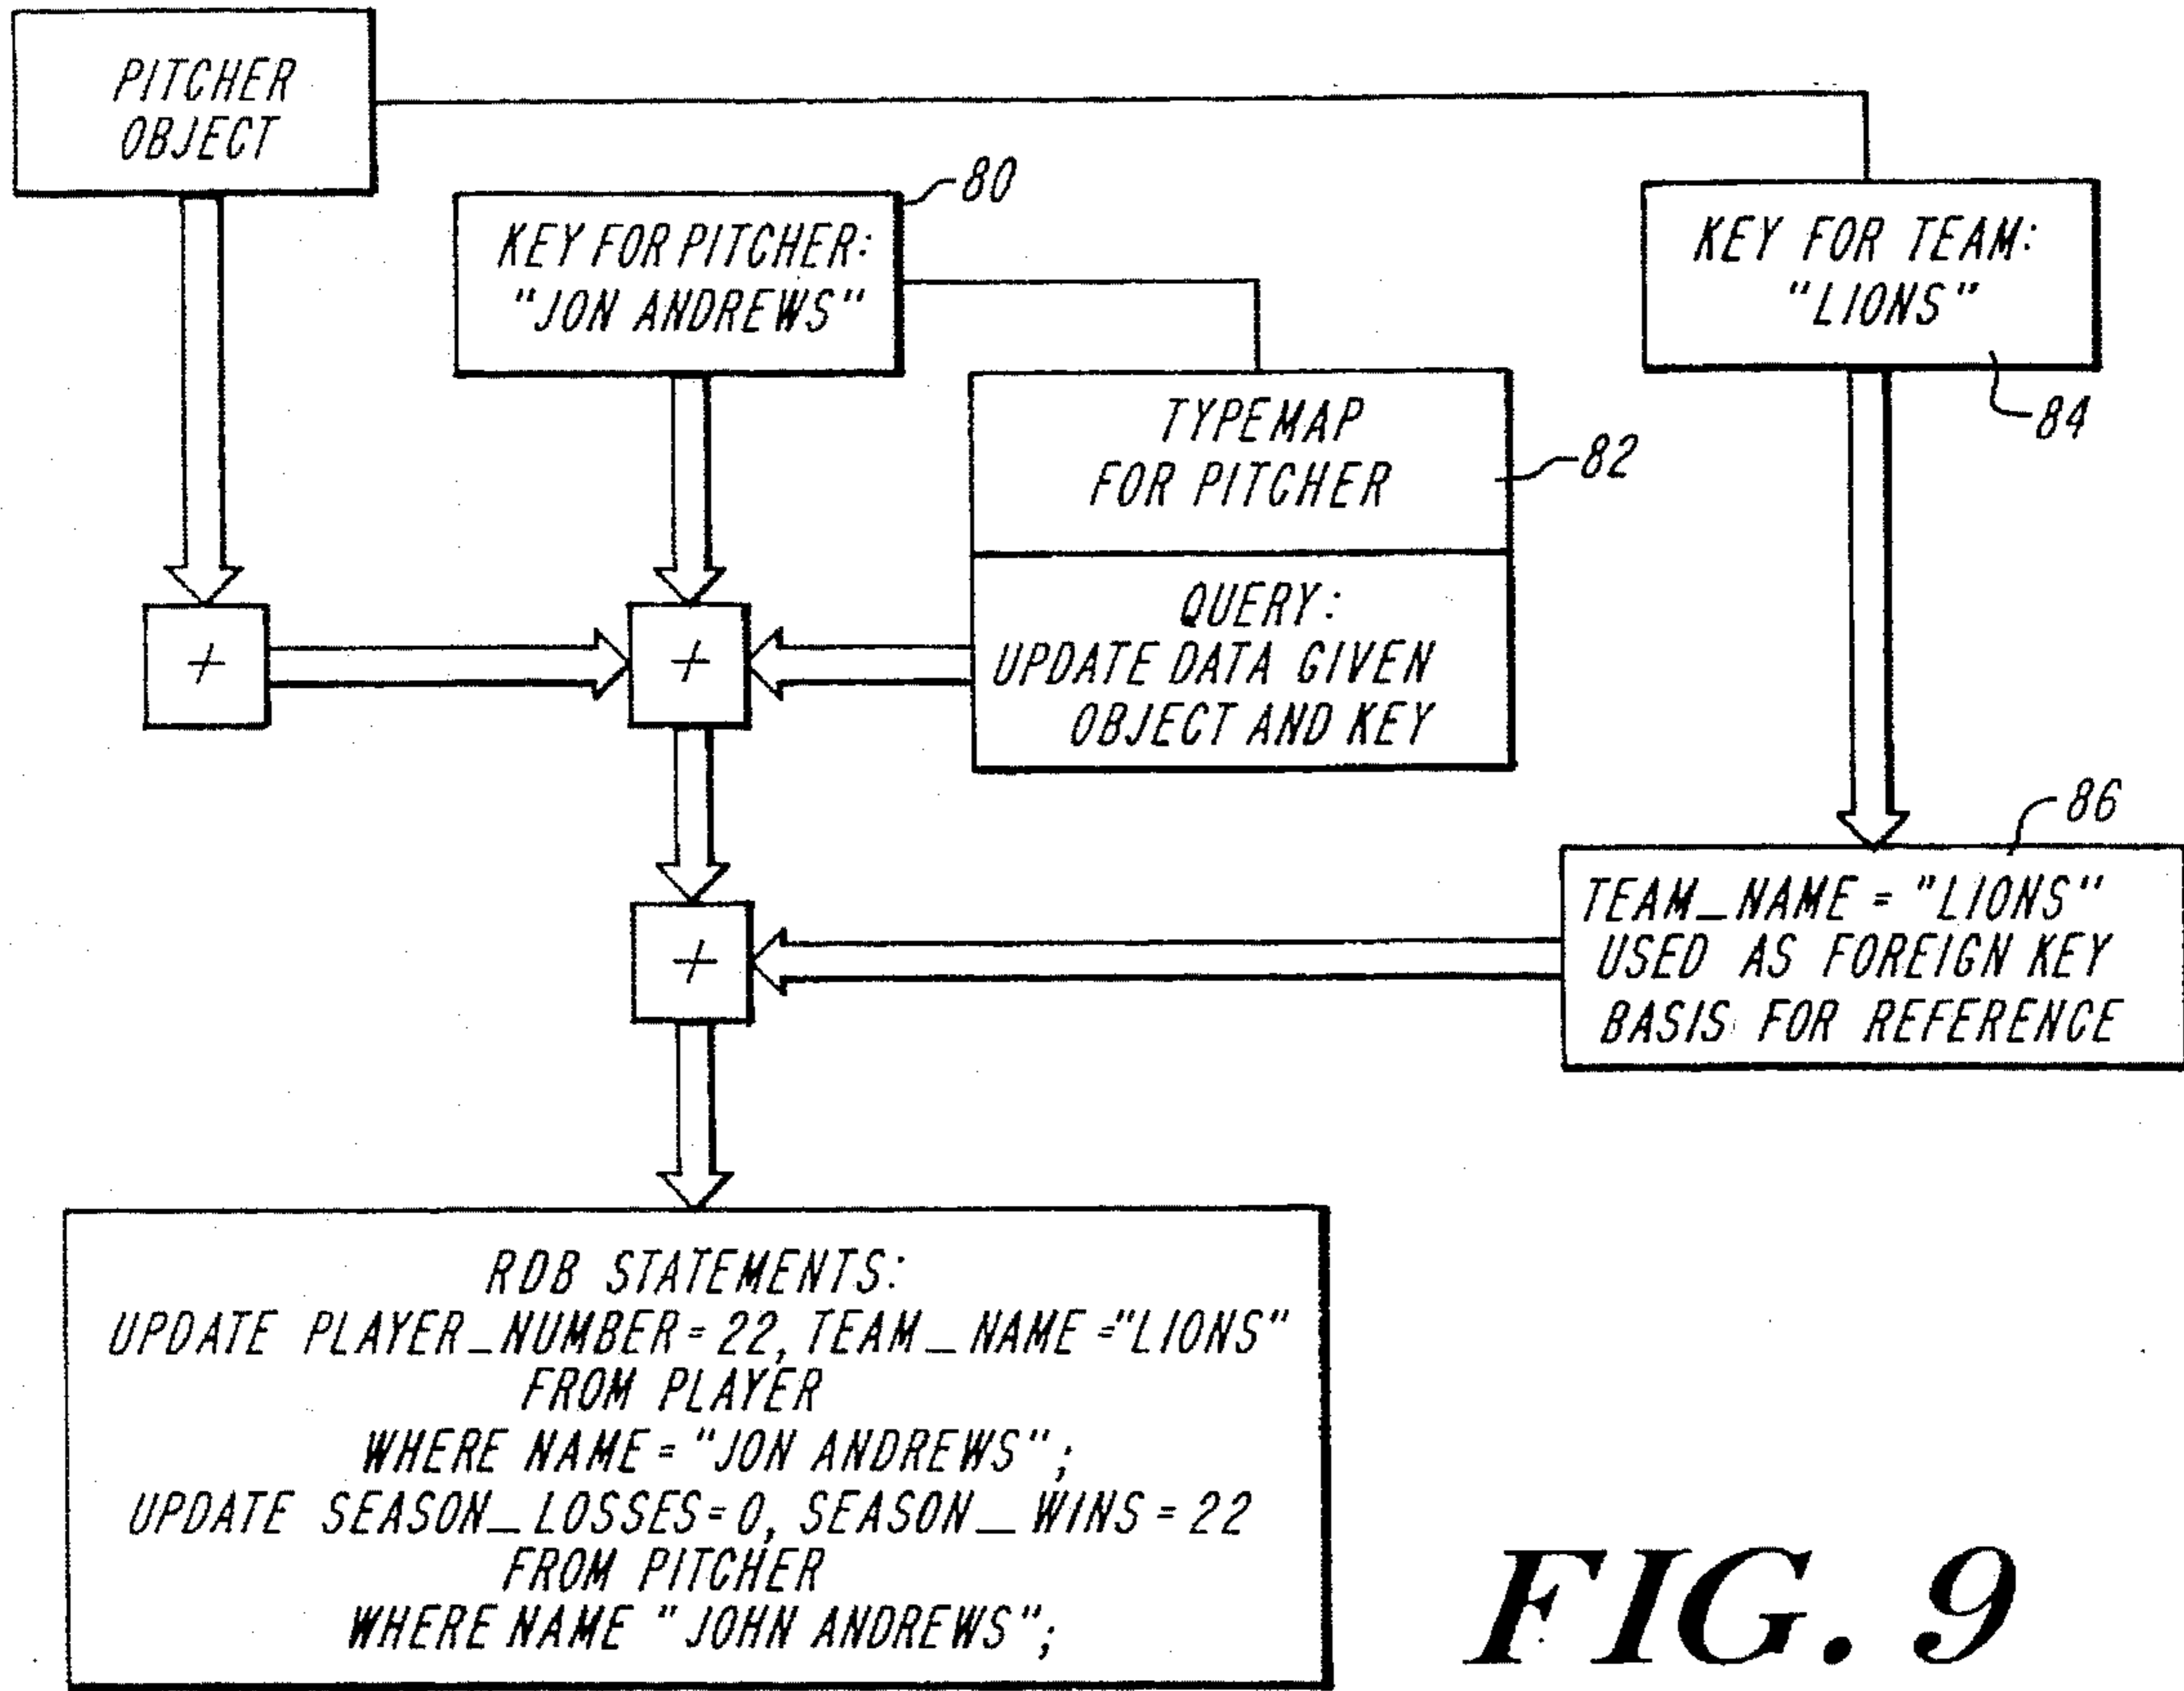 PITCHER
OBJECT
80
KEY FOR PITCHER:
"JON ANDREWS"
KEY FOR TEAM:
"LIONS"
84
TYPEMAP
FOR PITCHER
82
QUERY:
UPDATE DATA GIVEN
OBJECT AND KEY
+
+
86
TEAM_NAME = "LIONS"
USED AS FOREIGN KEY
BASIS FOR REFERENCE
+
RDB STATEMENTS:
UPDATE PLAYER_NUMBER=22, TEAM_NAME="LIONS"
FROM PLAYER
WHERE NAME="JON ANDREWS";
UPDATE SEASON_LOSSES=0, SEASON_WINS=22
FROM PITCHER
WHERE NAME "JOHN ANDREWS";
FIG. 9